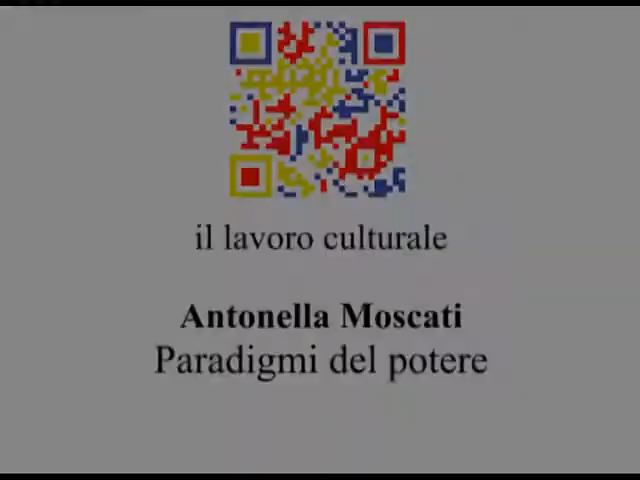 il lavoro culturale
Antonella Moscati
Paradigmi del potere